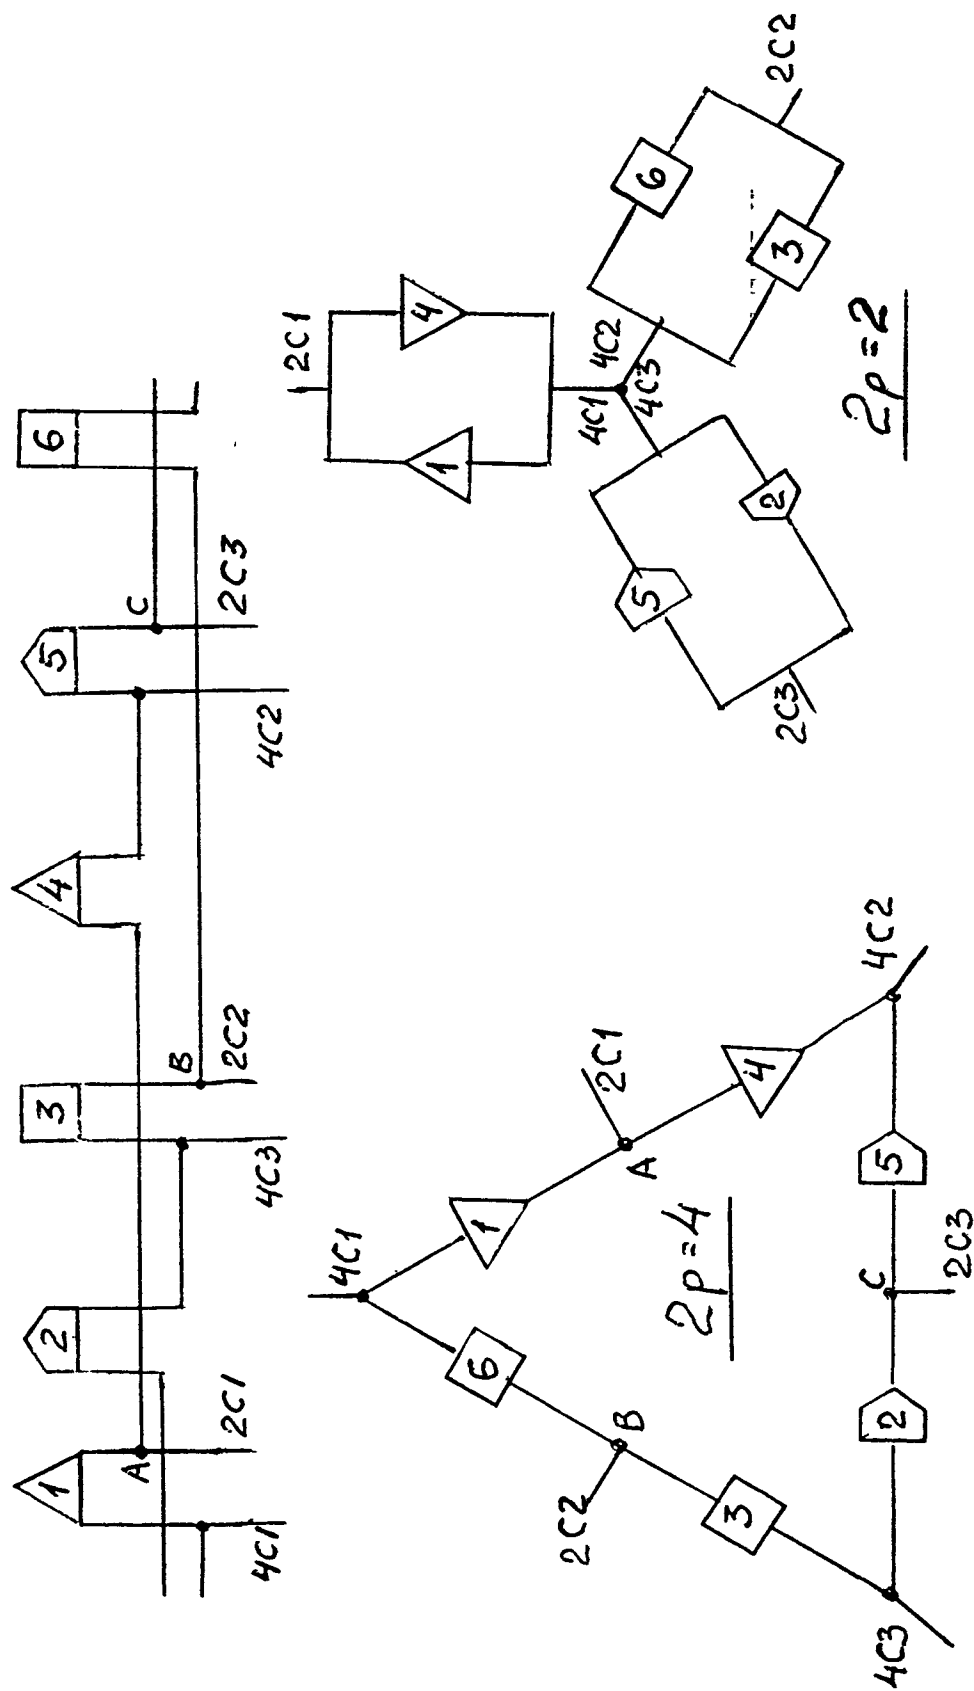 1 2 3 4 5 6
A B C
2C1 2C2 2C3
4C1 4C3 4C2
4C1
6 1
2C2 B A 2C1
2p=4
3 4
4C3 2 C 5 4C2
2C3
2C1
1 4
4C1 4C2
4C3
5 6
2 3
2C3 2C2
2p=2